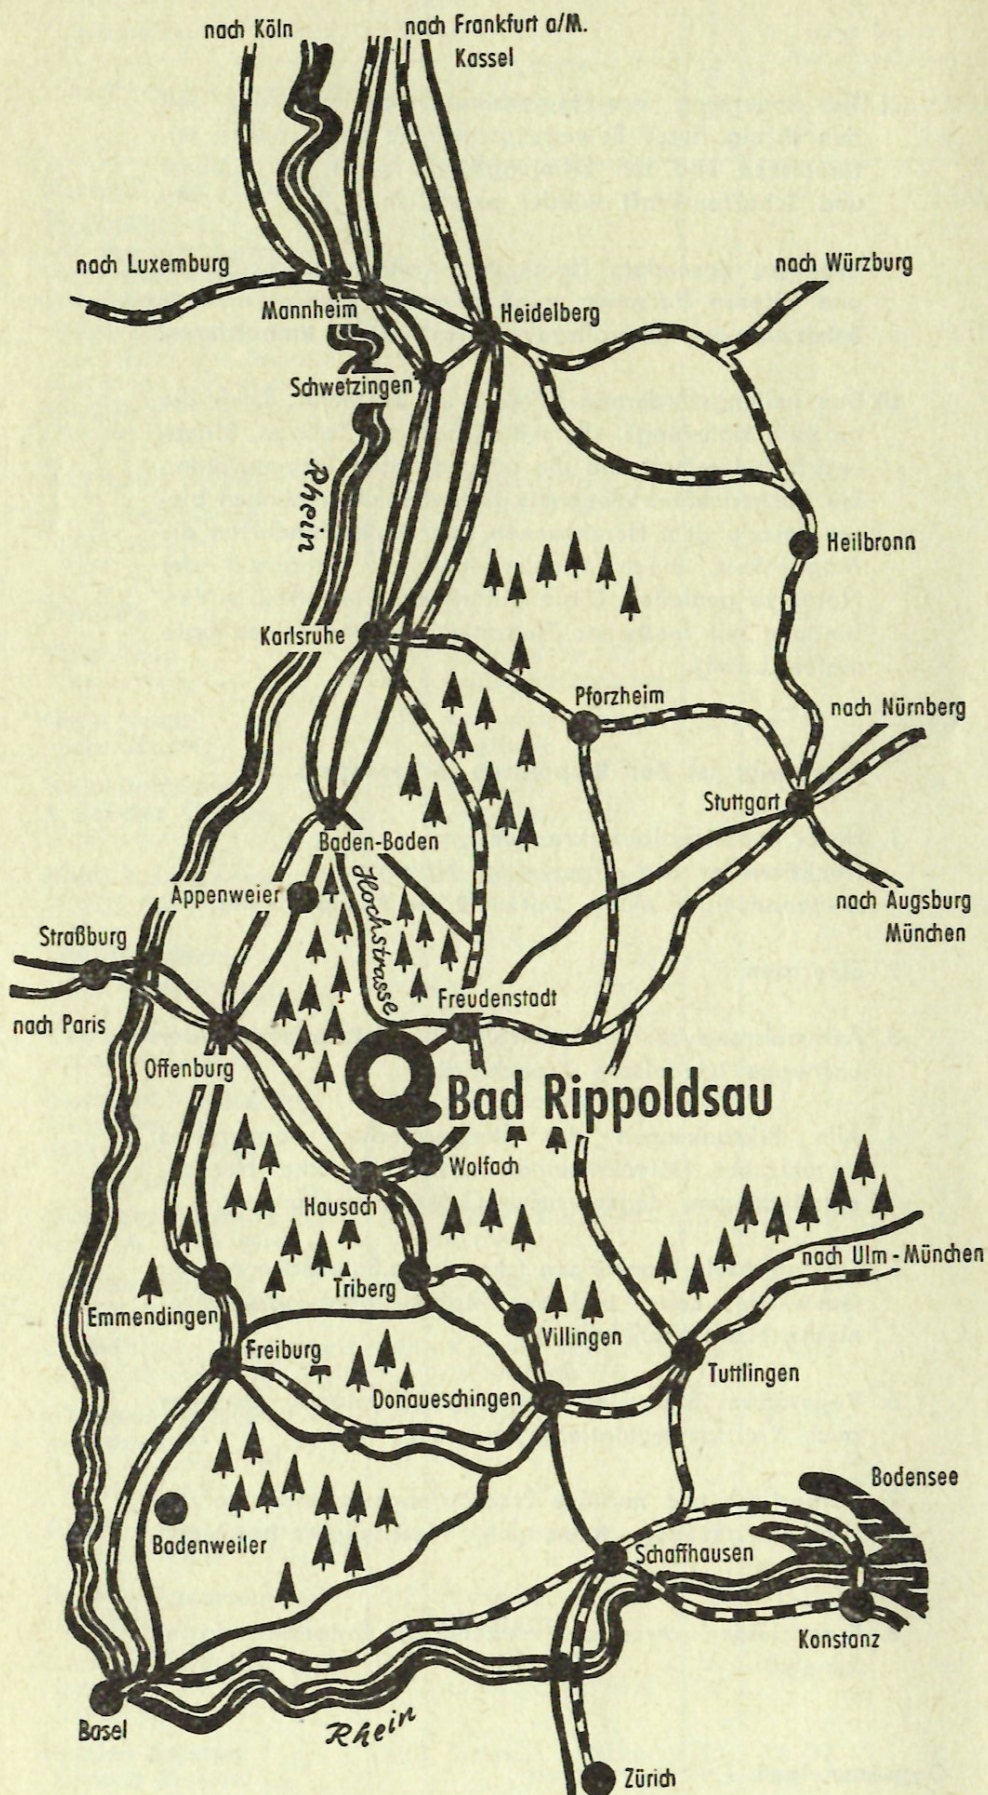 nach Köln
nach Frankfurt a/M.
Kassel
nach Luxemburg
nach Würzburg
Mannheim
Heidelberg
Schwetzingen
Rhein
Heilbronn
Karlsruhe
Pforzheim
nach Nürnberg
Stuttgart
Baden-Baden
Appenweier
Hochstrasse
nach Augsburg
München
Straßburg
nach Paris
Freudenstadt
Offenburg
Bad Rippoldsau
Wolfach
Hausach
nach Ulm - München
Triberg
Emmendingen
Villingen
Freiburg
Tuttlingen
Donaueschingen
Bodensee
Badenweiler
Schaffhausen
Konstanz
Basel
Rhein
Zürich